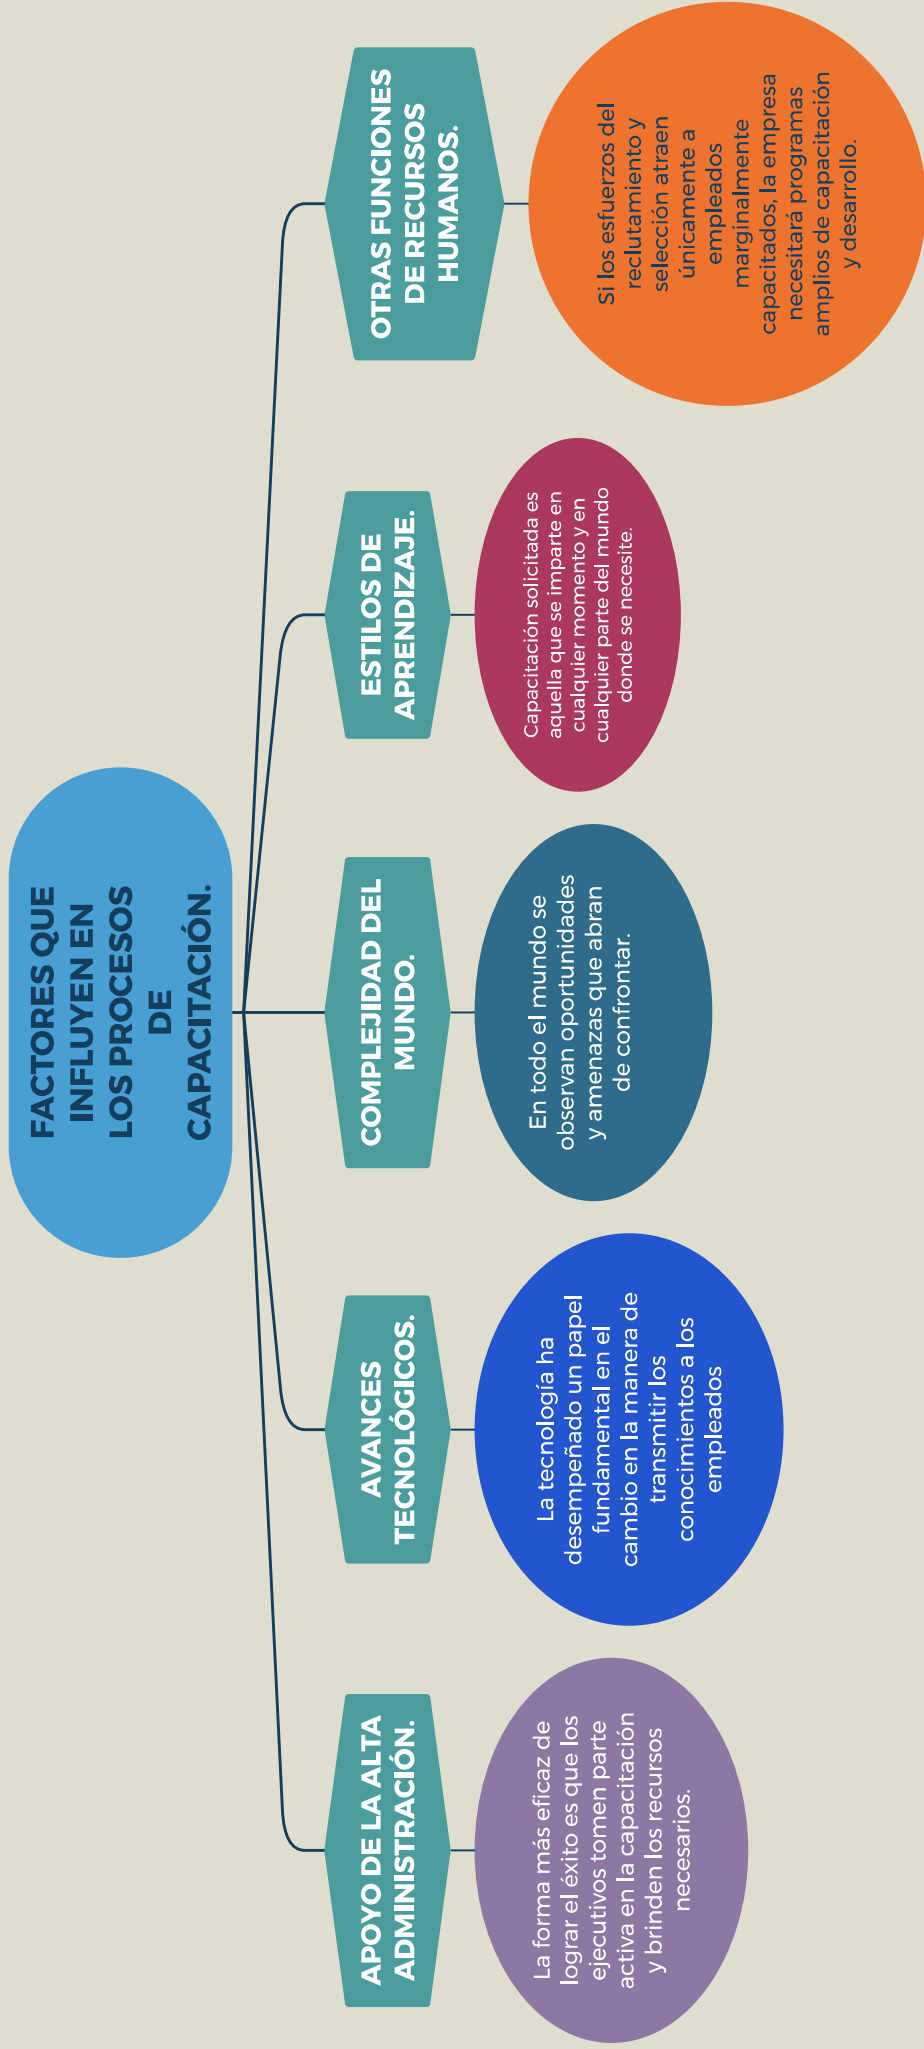 FACTORES QUE
INFLUYEN EN
LOS PROCESOS
DE
CAPACITACIÓN.
APOYO DE LA ALTA
ADMINISTRACIÓN.
La forma más eficaz de
lograr el éxito es que los
ejecutivos tomen parte
activa en la capacitación
y brinden los recursos
necesarios.
AVANCES
TECNOLÓGICOS.
La tecnología ha
desempeñado un papel
fundamental en el
cambio en la manera de
transmitir los
conocimientos a los
empleados
COMPLEJIDAD DEL
MUNDO.
En todo el mundo se
observan oportunidades
y amenazas que abran
de confrontar.
ESTILOS DE
APRENDIZAJE.
Capacitación solicitada es
aquella que se imparte en
cualquier momento y en
cualquier parte del mundo
donde se necesite.
OTRAS FUNCIONES
DE RECURSOS
HUMANOS.
Si los esfuerzos del
reclutamiento y
selección atraen
únicamente a
empleados
marginalmente
capacitados, la empresa
necesitará programas
amplios de capacitación
y desarrollo.